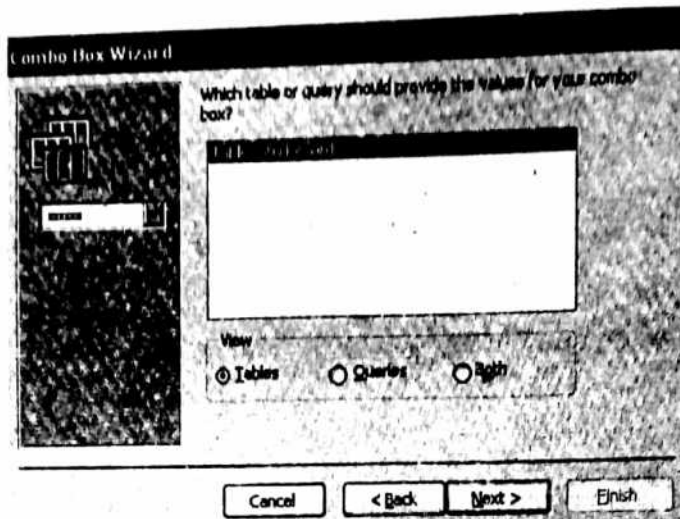 Combo Box Wizard
Which table or query should provide the values for your combo
box?
View
Tables
Queries
Both
Cancel
< Back
Next >
Finish